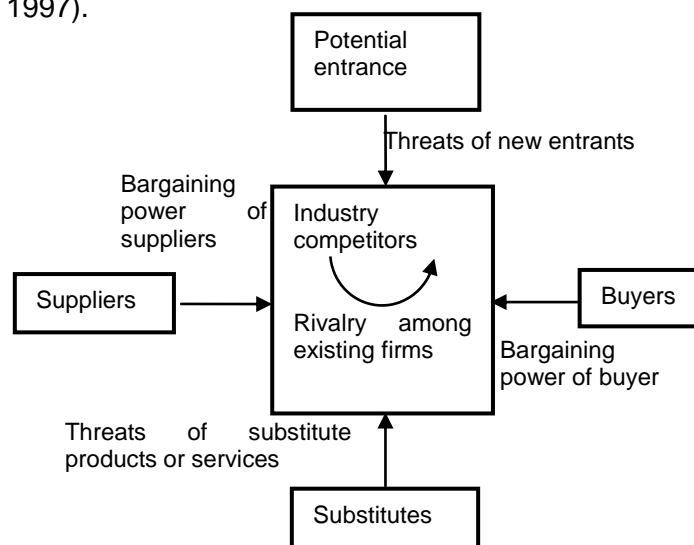 1997).
Potential
entrance
Threats of new entrants
Bargaining
power of
suppliers
Industry
competitors
Suppliers
Buyers
Rivalry among
existing firms
Bargaining
power of buyer
Threats of substitute
products or services
Substitutes